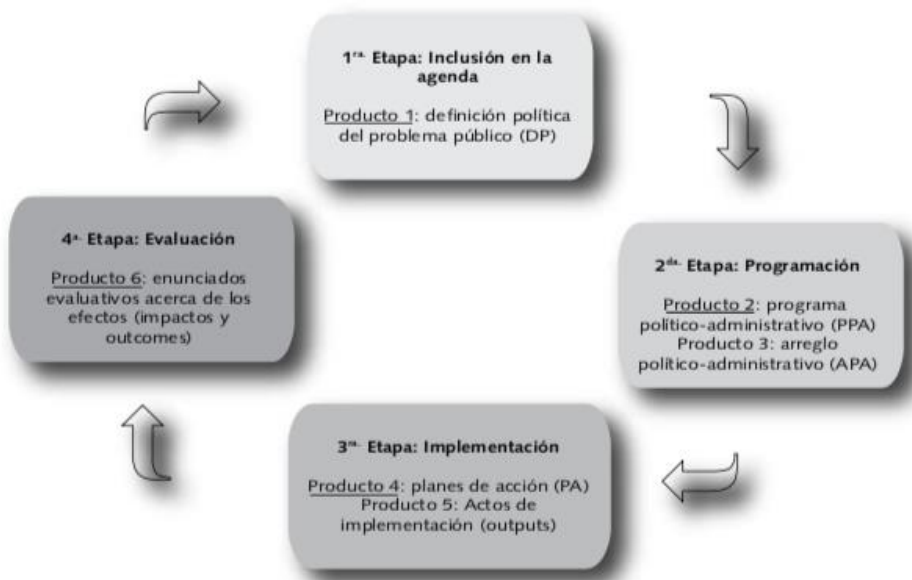 1ra. Etapa: Inclusión en la
agenda
Producto 1: definición política
del problema público (DP)
2da. Etapa: Programación
Producto 2: programa
político-administrativo (PPA)
Producto 3: arreglo
político-administrativo (APA)
3ra. Etapa: Implementación
Producto 4: planes de acción (PA)
Producto 5: Actos de
implementación (outputs)
4a. Etapa: Evaluación
Producto 6: enunciados
evaluativos acerca de los
efectos (impactos y
outcomes)